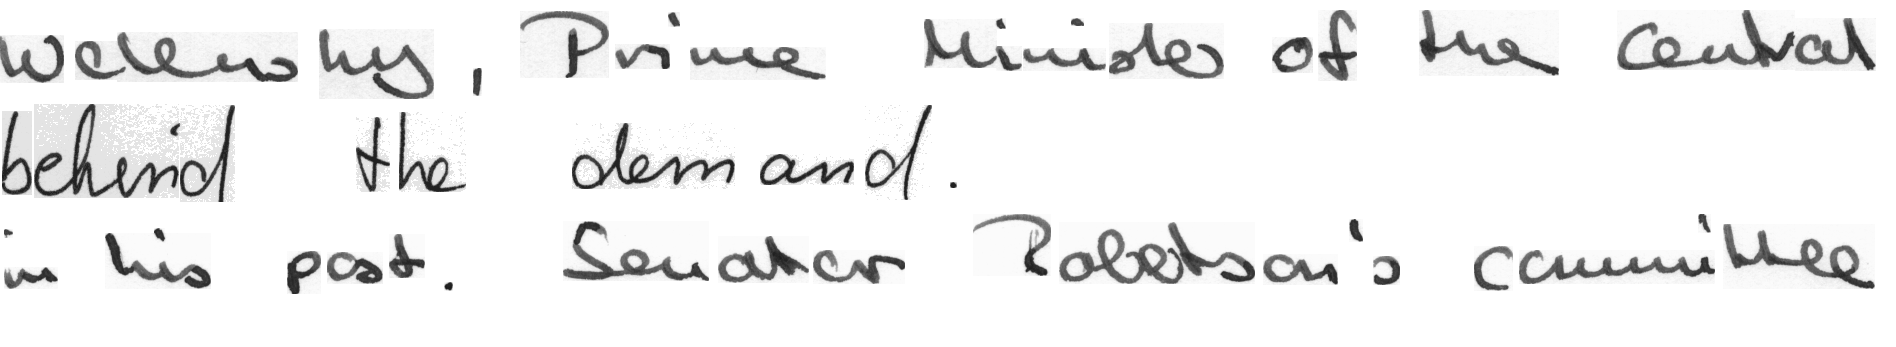 Welensky, Prime Minister of the Central
behind the demand.
in his post. Senator Robertson's committee